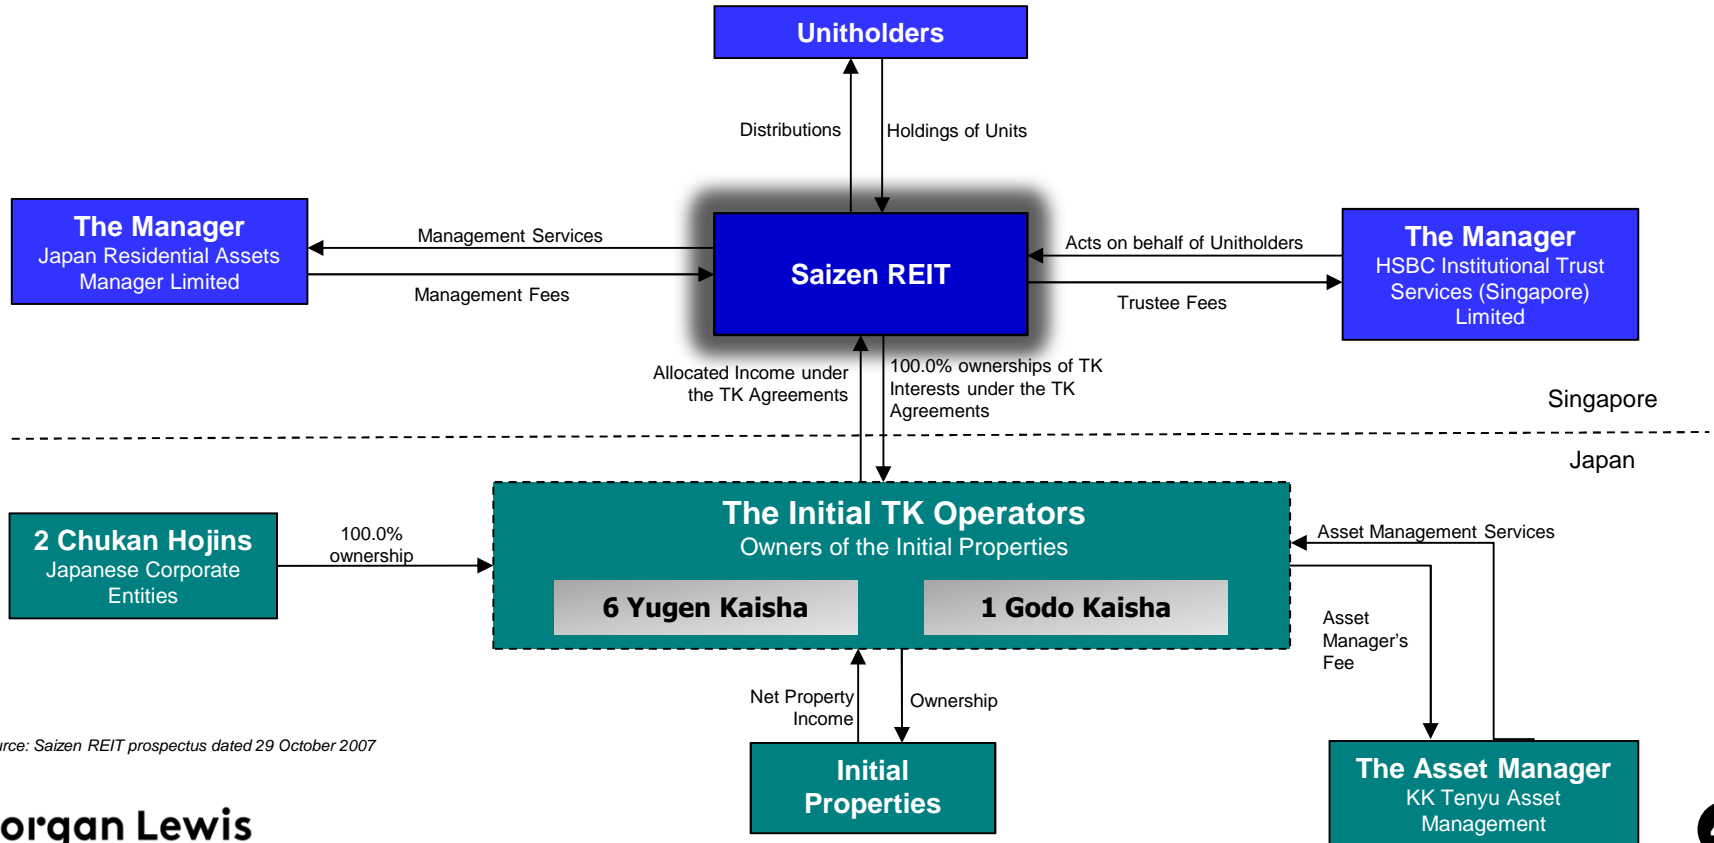 Unitholders
Distributions
Holdings of Units
The Manager
Japan Residential Assets
Manager Limited
Management Services
Management Fees
Saizen REIT
Acts on behalf of Unitholders
Trustee Fees
The Manager
HSBC Institutional Trust
Services (Singapore)
Limited
Allocated Income under
the TK Agreements
100.0% ownerships of TK
Interests under the TK
Agreements
Singapore
Japan
2 Chukan Hojins
Japanese Corporate
Entities
100.0%
ownership
The Initial TK Operators
Owners of the Initial Properties
6 Yugen Kaisha
1 Godo Kaisha
Asset Management Services
Asset
Manager’s
Fee
Net Property
Income
Ownership
Initial
Properties
The Asset Manager
KK Tenyu Asset
Management
urce: Saizen REIT prospectus dated 29 October 2007
organ Lewis